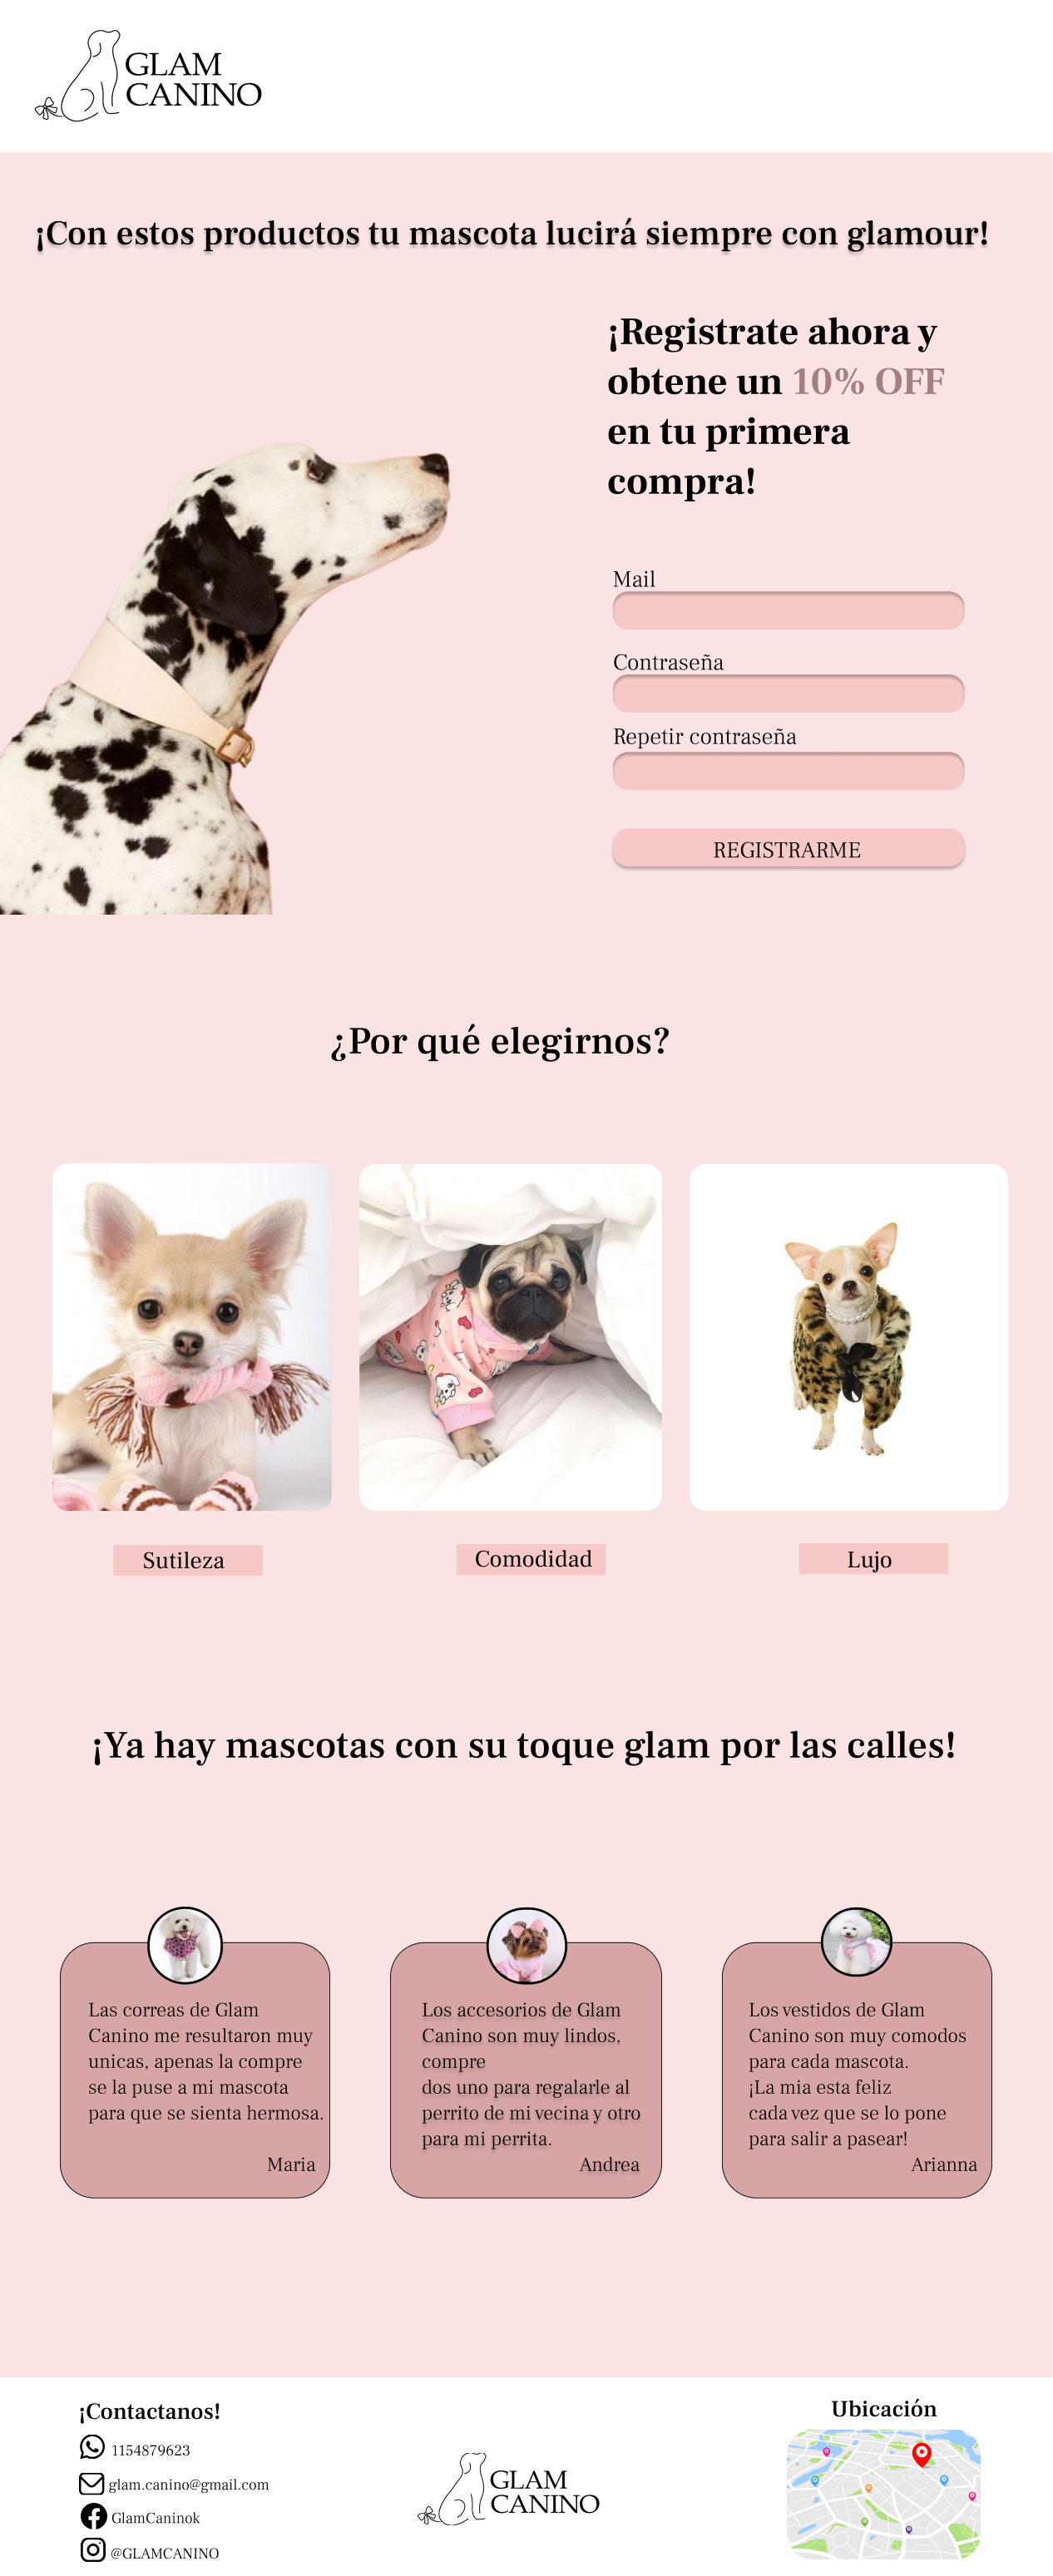 GLAM
CANINO
¡Con estos productos tu mascota lucirá siempre con glamour!
¡Registrate ahora y
obtene un 10% OFF
en tu primera
compra!
Mail
Contraseña
Repetir contraseña
REGISTRARME
¿Por qué elegirnos?
Sutileza
Comodidad
Lujo
¡Ya hay mascotas con su toque glam por las calles!
Las correas de Glam
Canino me resultaron muy
unicas, apenas la compre
se la puse a mi mascota
para que se sienta hermosa.
Maria
Los accesorios de Glam
Canino son muy lindos,
compre
dos uno para regalarle al
perrito de mi vecina y otro
para mi perrita.
Andrea
Los vestidos de Glam
Canino son muy comodos
para cada mascota.
¡La mia esta feliz
cada vez que se lo pone
para salir a pasear!
Arianna
¡Contactanos!
1154879623
glam.canino@gmail.com
GlamCaninok
@GLAMCANINO
GLAM
CANINO
Ubicación